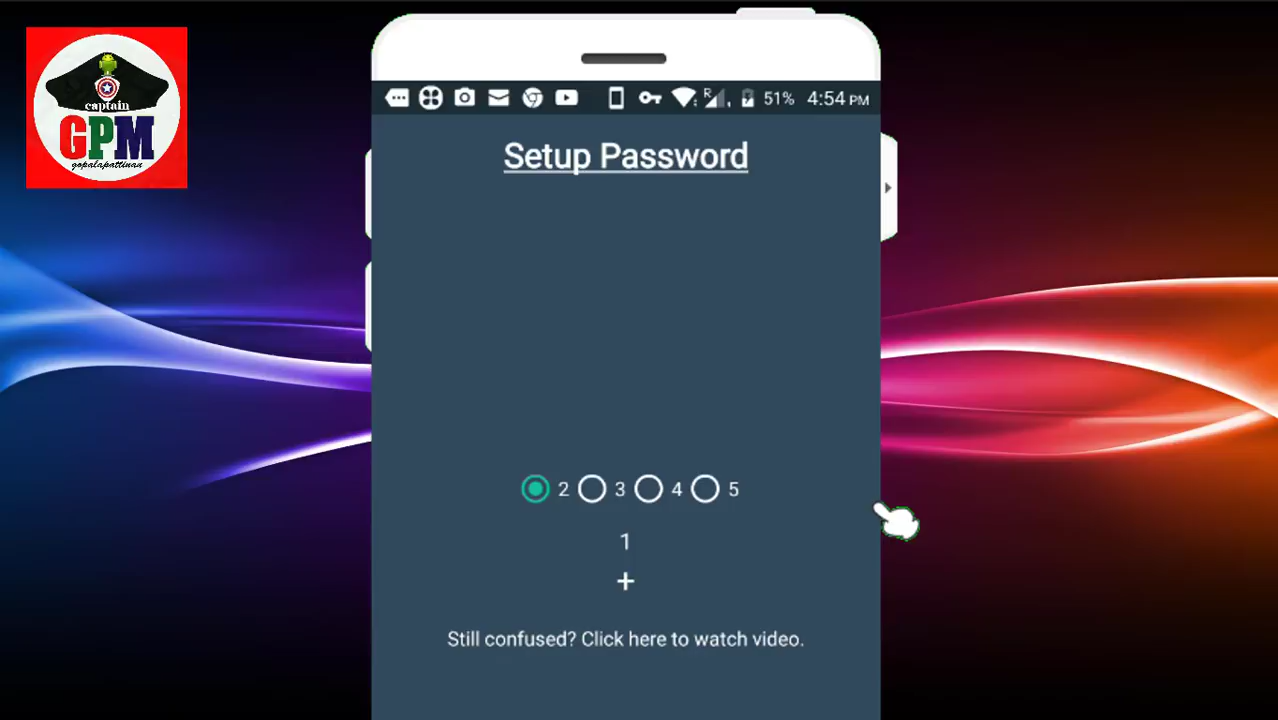 captain
GPM
gopalapattinan
R
51% 4:54 PM
Setup Password
2 3 4 5
1
+
Still confused? Click here to watch video.